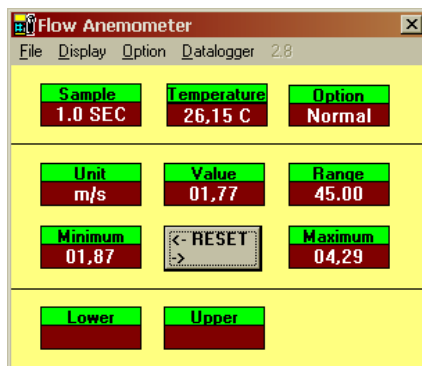 Flow Anemometer
File Display Option Datalogger 2.8
Sample Temperature Option
1.0 SEC 26,15 C Normal
Unit Value Range
m/s 01,77 45.00
Minimum <- RESET -> Maximum
01,87 04,29
Lower Upper